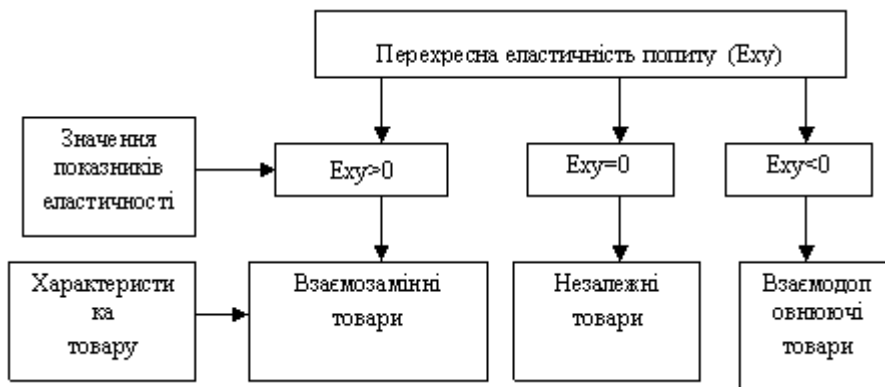 Перехресна еластичність попиту (Exy)
Значення
показників
еластичності
Exy>0
Exy=0
Exy<0
Характеристи
ка
товару
Взаємозамінні
товари
Незалежні
товари
Взаємодоп
овнюючі
товари